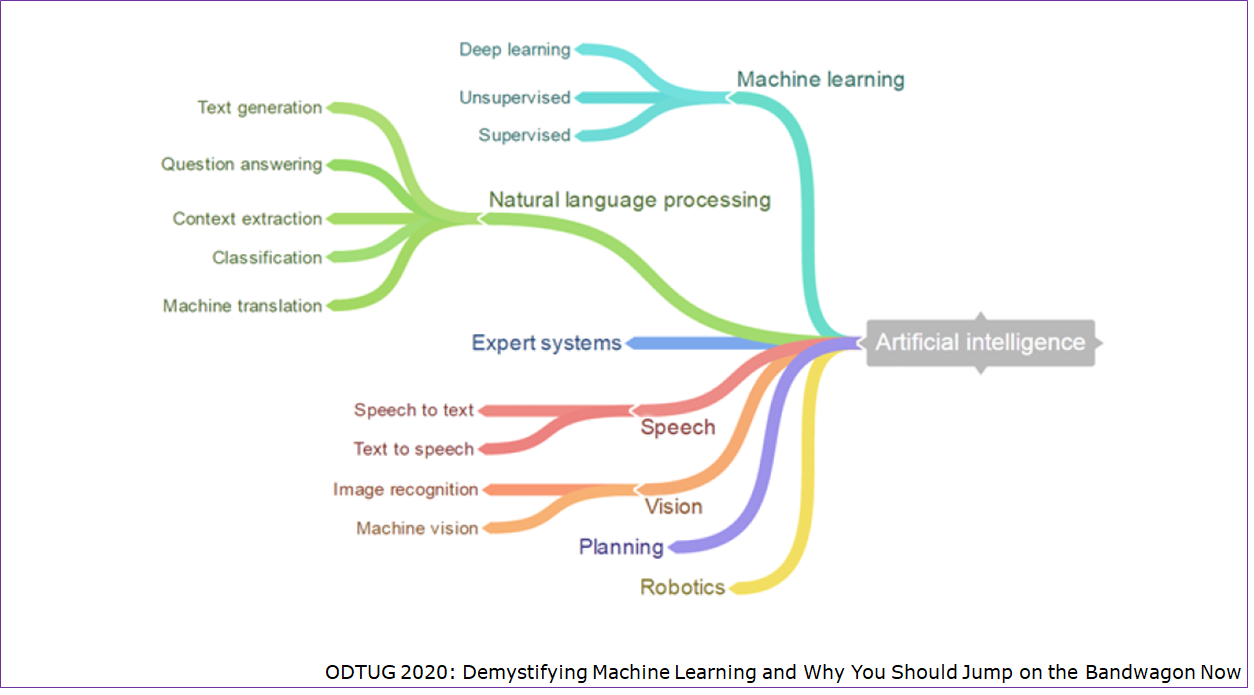 Deep learning
Machine learning
Unsupervised
Supervised
Text generation
Question answering
Natural language processing
Context extraction
Classification
Machine translation
Expert systems
Artificial intelligence
Speech to text
Speech
Text to speech
Image recognition
Vision
Machine vision
Planning
Robotics
ODTUG 2020: Demystifying Machine Learning and Why You Should Jump on the Bandwagon Now